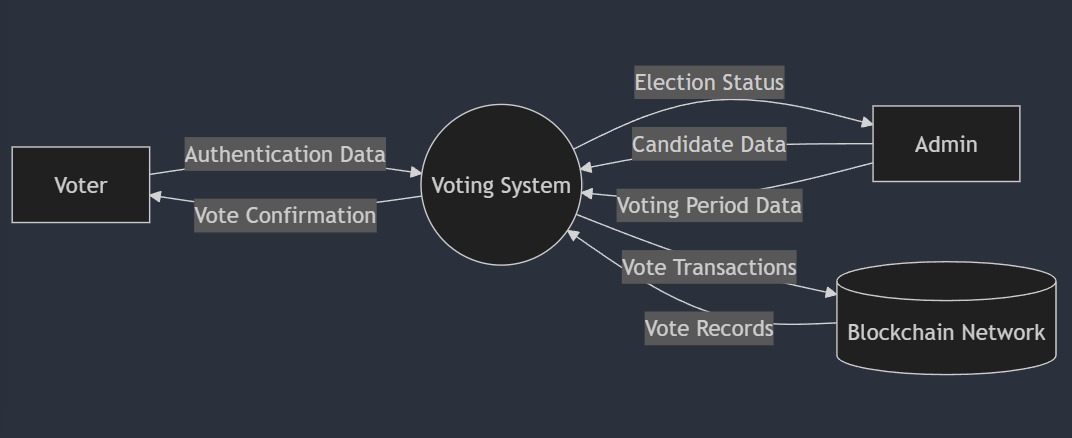 Election Status
Candidate Data
Admin
Authentication Data
Voter
Voting System
Vote Confirmation
Voting Period Data
Vote Transactions
Vote Records
Blockchain Network